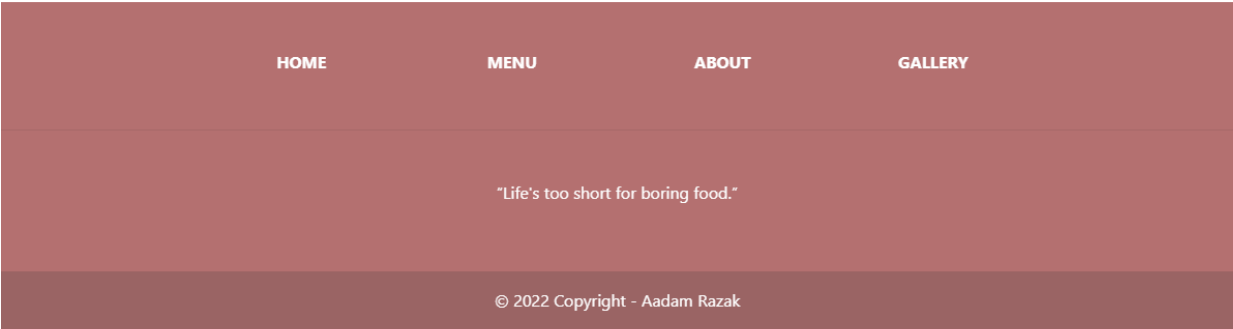 HOME MENU ABOUT GALLERY
“Life's too short for boring food.”
© 2022 Copyright - Aadam Razak